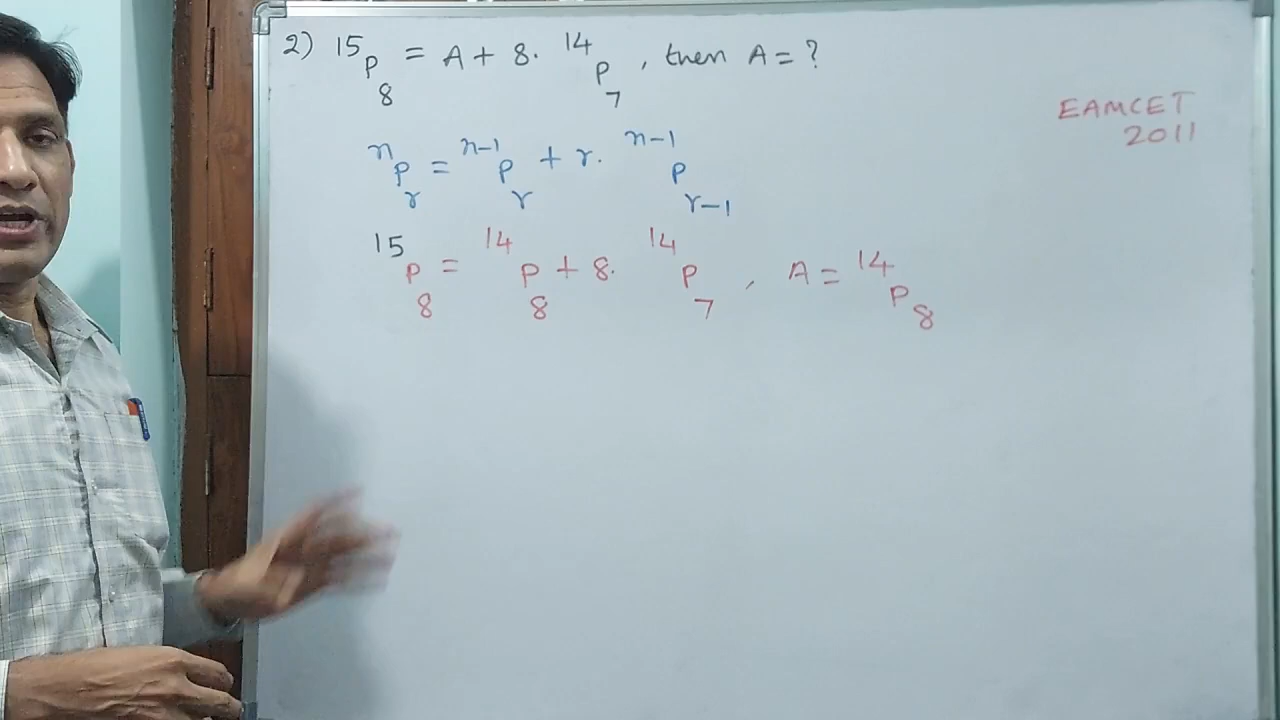 2) ¹⁵P₈ = A + 8. ¹⁴P₇, then A = ?
EAMCET
2011
ⁿPᵣ = ⁿ⁻¹Pᵣ + r. ⁿ⁻¹Pᵣ₋₁
¹⁵P₈ = ¹⁴P₈ + 8. ¹⁴P₇, A = ¹⁴P₈